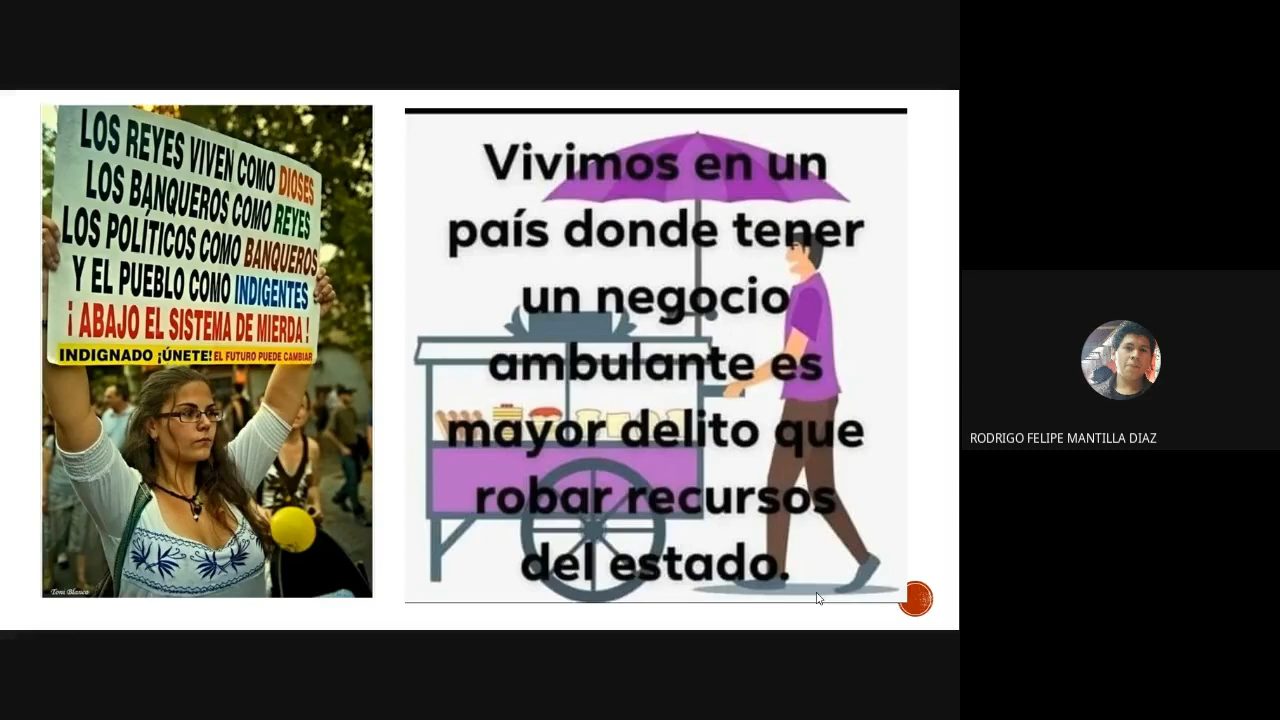 LOS REYES VIVEN COMO DIOSES
LOS BANQUEROS COMO REYES
LOS POLÍTICOS COMO BANQUEROS
Y EL PUEBLO COMO INDIGENTES
¡ ABAJO EL SISTEMA DE MIERDA !
INDIGNADO ¡ÚNETE! EL FUTURO PUEDE CAMBIAR
Toni Blanco
Vivimos en un
país donde tener
un negocio
ambulante es
mayor delito que
robar recursos
del estado.
RODRIGO FELIPE MANTILLA DIAZ